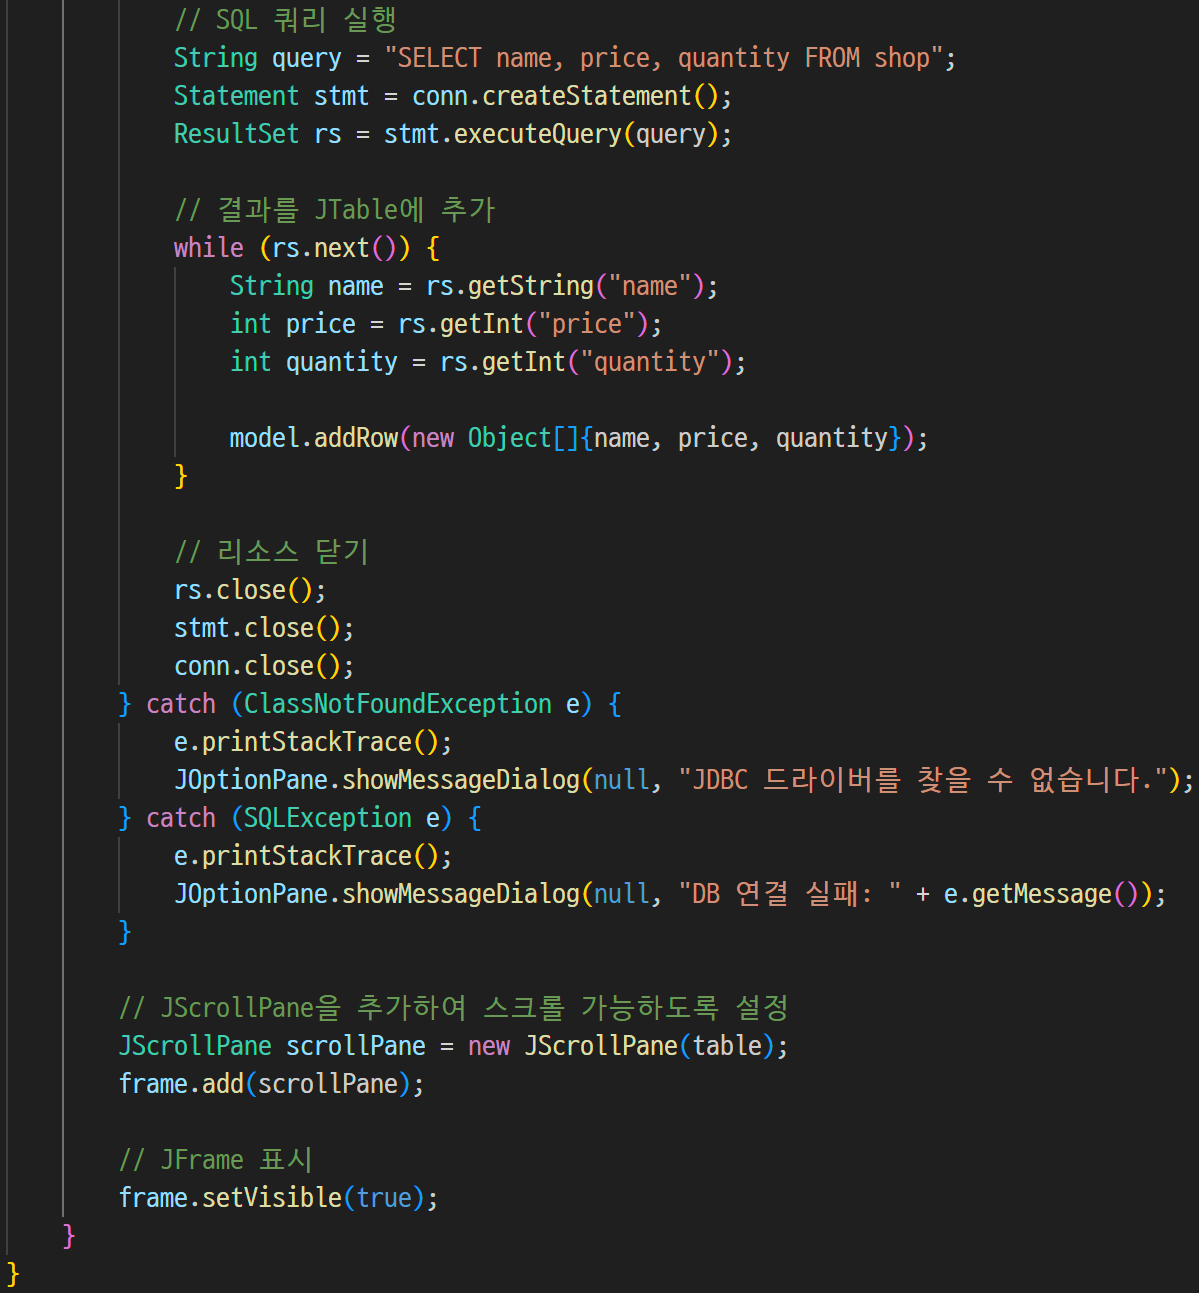 // SQL 쿼리 실행
String query = "SELECT name, price, quantity FROM shop";
Statement stmt = conn.createStatement();
ResultSet rs = stmt.executeQuery(query);
// 결과를 JTable에 추가
while (rs.next()) {
String name = rs.getString("name");
int price = rs.getInt("price");
int quantity = rs.getInt("quantity");
model.addRow(new Object[]{name, price, quantity});
}
// 리소스 닫기
rs.close();
stmt.close();
conn.close();
} catch (ClassNotFoundException e) {
e.printStackTrace();
JOptionPane.showMessageDialog(null, "JDBC 드라이버를 찾을 수 없습니다.");
} catch (SQLException e) {
e.printStackTrace();
JOptionPane.showMessageDialog(null, "DB 연결 실패: " + e.getMessage());
}
// JScrollPane을 추가하여 스크롤 가능하도록 설정
JScrollPane scrollPane = new JScrollPane(table);
frame.add(scrollPane);
// JFrame 표시
frame.setVisible(true);
}
}